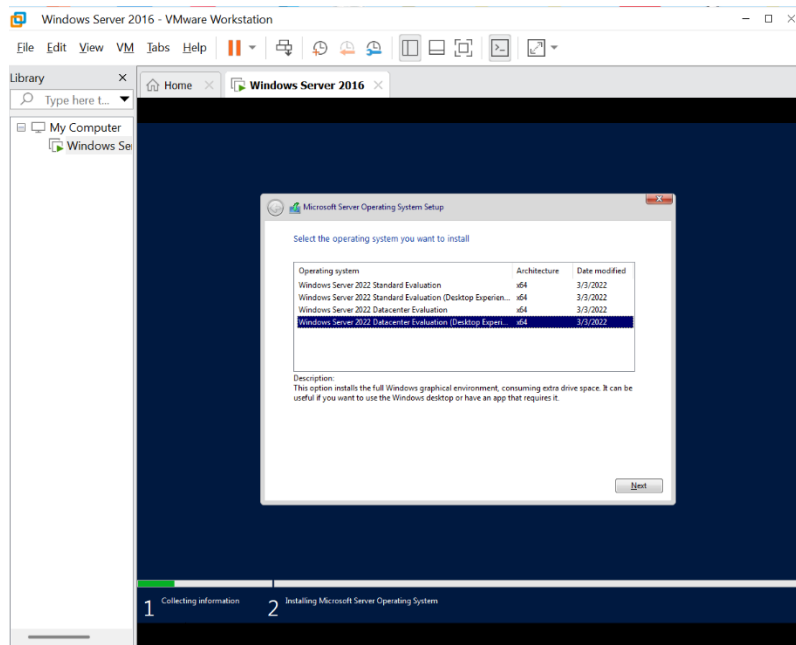 Windows Server 2016 - VMware Workstation
File Edit View VM Tabs Help
Library
Type here t...
Home
Windows Server 2016
My Computer
Windows Se
Microsoft Server Operating System Setup
Select the operating system you want to install
Operating system Architecture Date modified
Windows Server 2022 Standard Evaluation x64 3/3/2022
Windows Server 2022 Standard Evaluation (Desktop Experien... x64 3/3/2022
Windows Server 2022 Datacenter Evaluation x64 3/3/2022
Windows Server 2022 Datacenter Evaluation (Desktop Experi... x64 3/3/2022
Description:
This option installs the full Windows graphical environment, consuming extra drive space. It can be
useful if you want to use the Windows desktop or have an app that requires it.
Next
1 Collecting information 2 Installing Microsoft Server Operating System